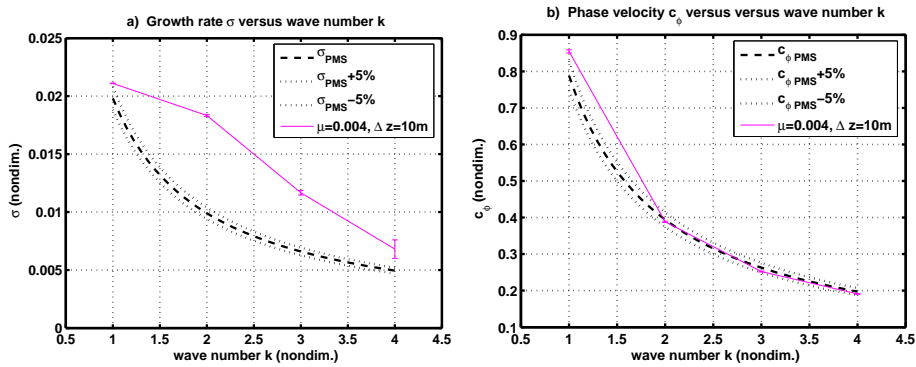 a) Growth rate σ versus wave number k
σ (nondim.)
0.025
0.02
0.015
0.01
0.005
0
0.5 1 1.5 2 2.5 3 3.5 4 4.5
wave number k (nondim.)
σPMS
σPMS+5%
σPMS−5%
μ=0.004, Δ z=10m
b) Phase velocity cϕ versus versus wave number k
cϕ (nondim.)
0.9
0.8
0.7
0.6
0.5
0.4
0.3
0.2
0.1
0.5 1 1.5 2 2.5 3 3.5 4 4.5
wave number k (nondim.)
cϕ PMS
cϕ PMS+5%
cϕ PMS−5%
μ=0.004, Δ z=10m